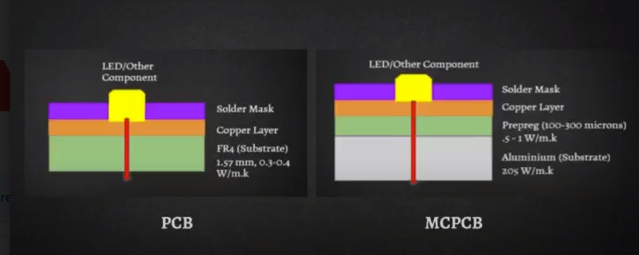 LED/Other
Component
Solder Mask
Copper Layer
FR4 (Substrate)
1.57 mm, 0.3-0.4
W/m.k
PCB
LED/Other Component
Solder Mask
Copper Layer
Prepreg (100-300 microns)
.5 - 1 W/m.k
Aluminium (Substrate)
205 W/m.k
MCPCB